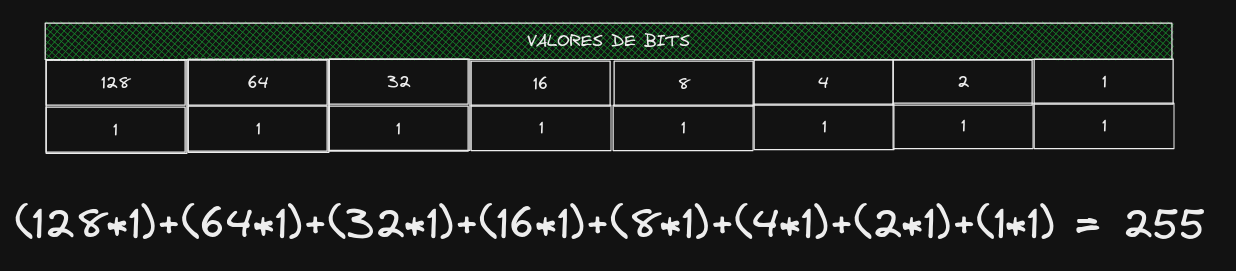 VALORES DE BITS
128 64 32 16 8 4 2 1
1 1 1 1 1 1 1 1
(128*1)+(64*1)+(32*1)+(16*1)+(8*1)+(4*1)+(2*1)+(1*1) = 255